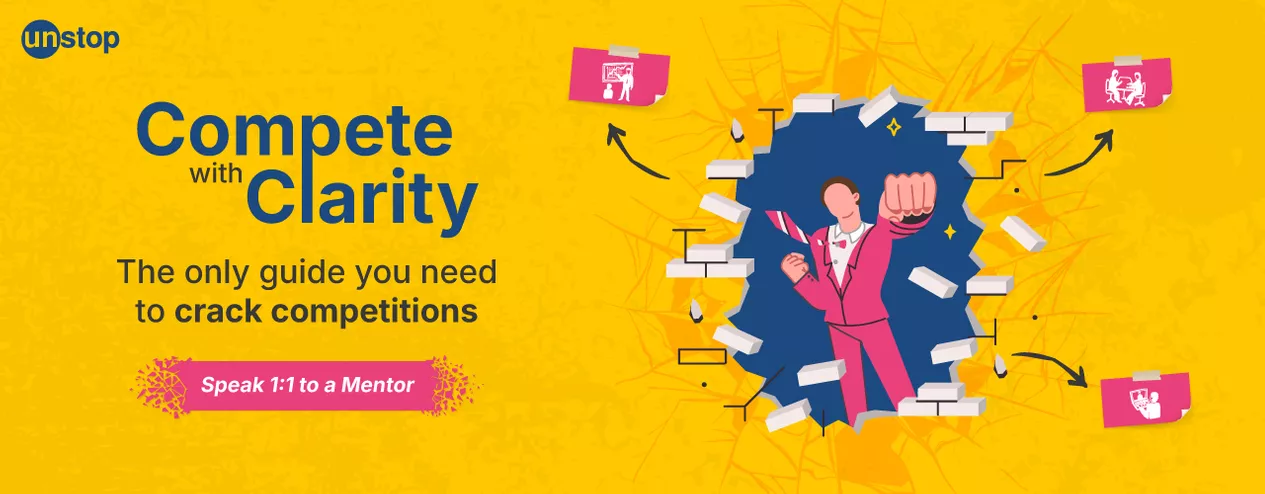 unstop
Compete
with
Clarity
The only guide you need
to crack competitions
Speak 1:1 to a Mentor